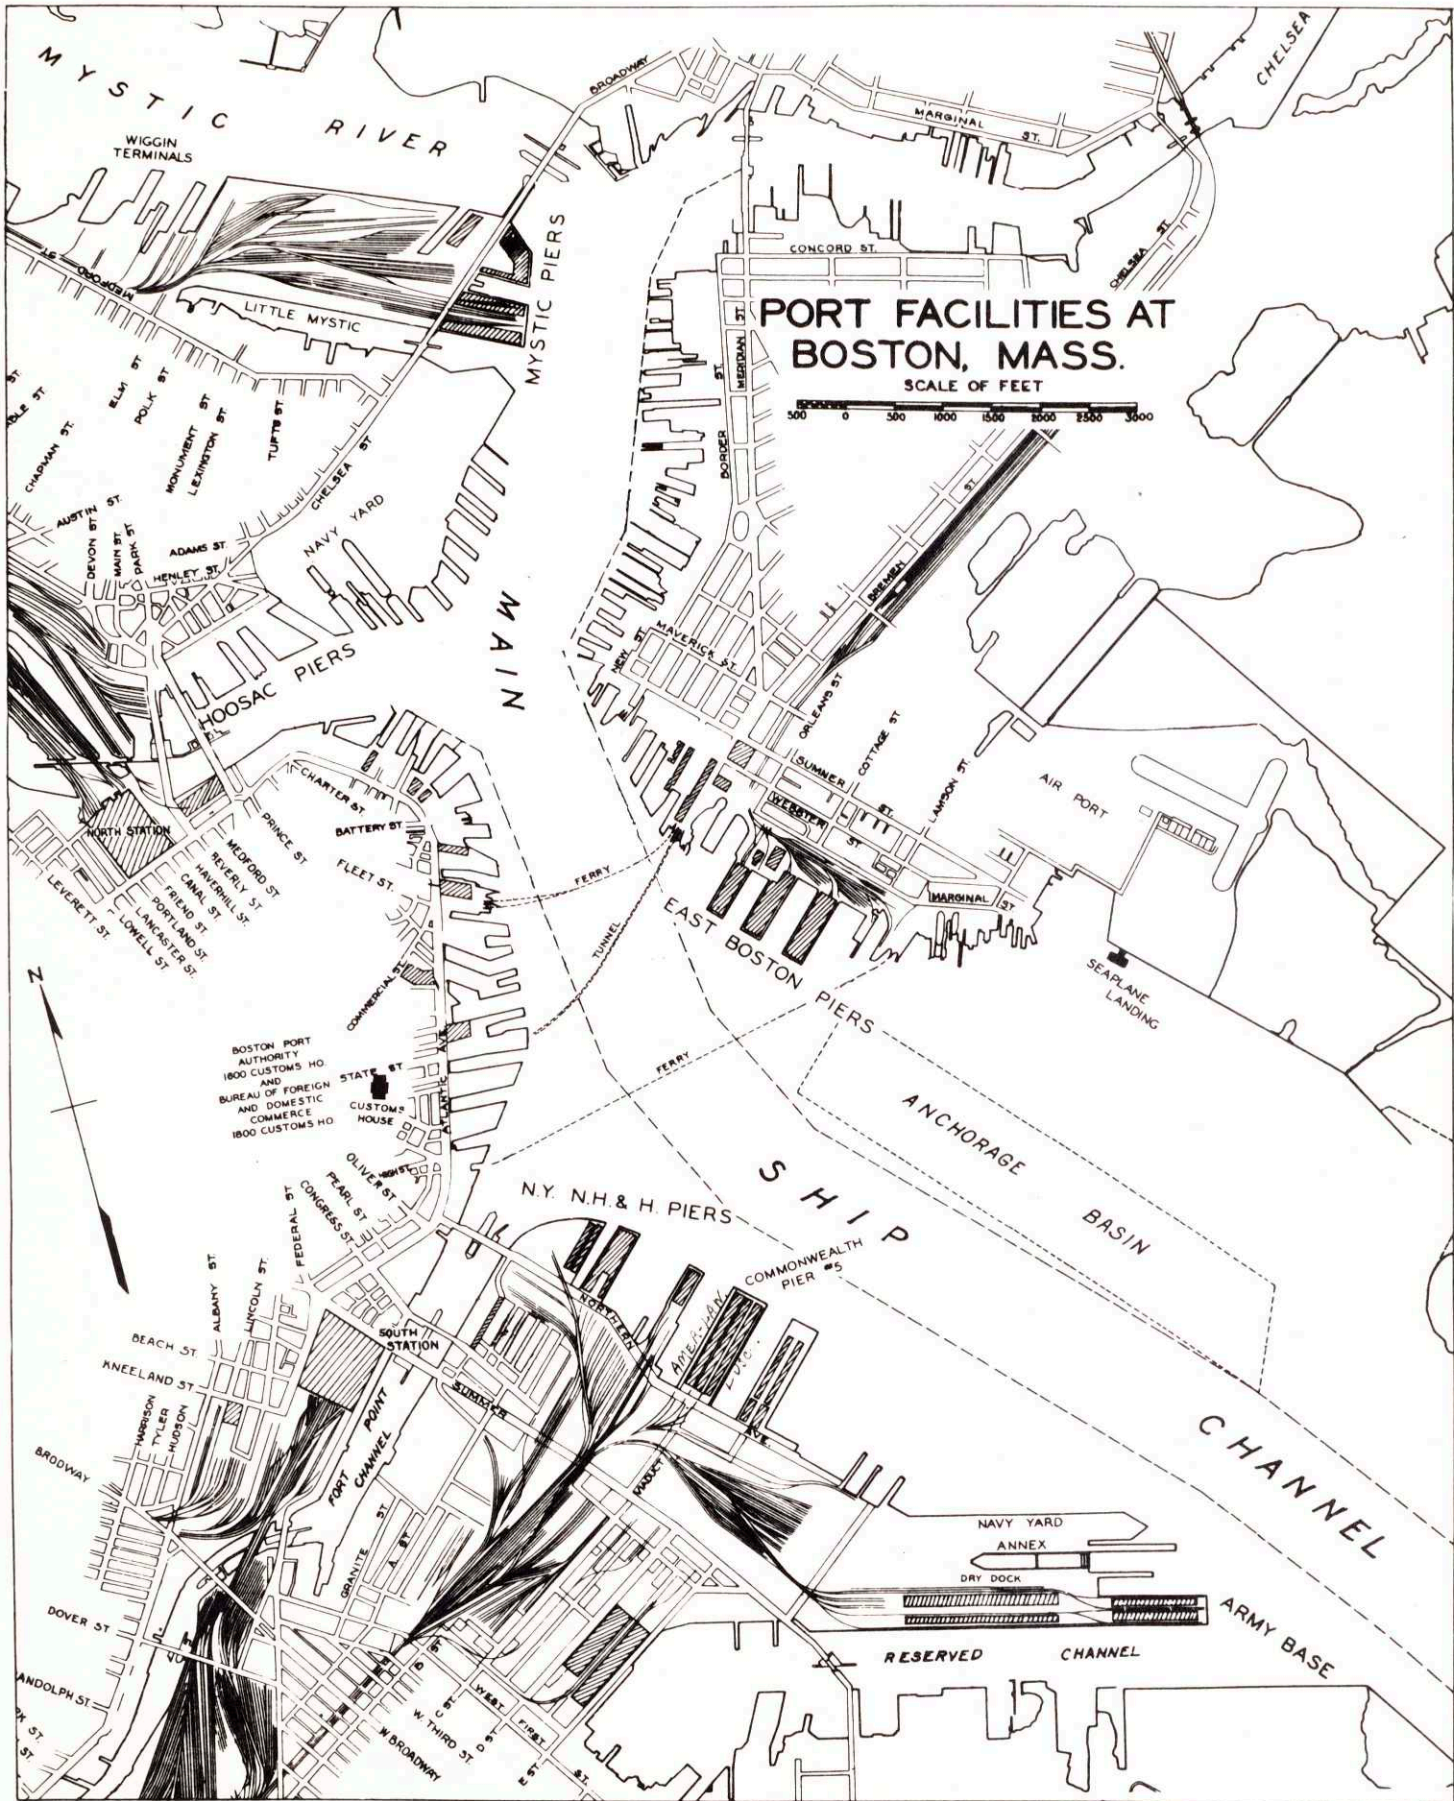 MYSTIC RIVER
BROADWAY
CHELSEA
MARGINAL ST.
WIGGIN
TERMINALS
MEDFORD ST
LITTLE MYSTIC
MYSTIC PIERS
CONCORD ST.
CHELSEA ST.
PORT FACILITIES AT
BOSTON, MASS.
SCALE OF FEET
500 0 500 1000 1500 2000 2500 3000
MERIDIAN ST.
BORDER ST
ELM ST
POLK ST
CHAPMAN ST.
MONUMENT ST
LEXINGTON ST.
TUFTS ST.
CHELSEA ST
AUSTIN ST.
DEVON ST
MAIN ST.
PARK ST
ADAMS ST.
HENLEY ST.
NAVY YARD
HOOSAC PIERS
MAIN
BREMEN ST.
MAVERICK ST.
NEW ST.
ORLEANS ST
COTTAGE ST
SUMNER ST.
WEBSTER ST
LAMSON ST.
AIR PORT
MARGINAL ST
SEAPLANE
LANDING
NORTH STATION
CHARTER ST.
BATTERY ST
PRINCE ST
FLEET ST.
MEDFORD ST
BEVERLY ST.
HAVERHILL ST.
CANAL ST.
FRIEND ST.
PORTLAND ST.
LANCASTER ST.
LOWELL ST.
LEVERETT ST.
FERRY
TUNNEL
EAST BOSTON PIERS
COMMERCIAL ST.
N
BOSTON PORT
AUTHORITY
1800 CUSTOMS HO.
AND
BUREAU OF FOREIGN
AND DOMESTIC
COMMERCE
1800 CUSTOMS HO
STATE ST.
CUSTOMS
HOUSE
ATLANTIC AVE
FERRY
ANCHORAGE
BASIN
SHIP
OLIVER ST
HIGH ST.
PEARL ST.
CONGRESS ST.
FEDERAL ST
N.Y. N.H. & H. PIERS
COMMONWEALTH
PIER #5
ALBANY ST.
LINCOLN ST.
BEACH ST.
KNEELAND ST
HARRISON
TYLER
HUDSON
BRODWAY
SOUTH
STATION
SUMMER
NORTHERN AVE.
FORT POINT
CHANNEL
GRANITE ST
A ST
CHANNEL
NAVY YARD
ANNEX
DRY DOCK
ARMY BASE
RESERVED CHANNEL
DOVER ST
ANDOLPH ST.
B ST
C ST
WEST FIRST ST.
W. THIRD ST.
W. BROADWAY
D ST
E ST